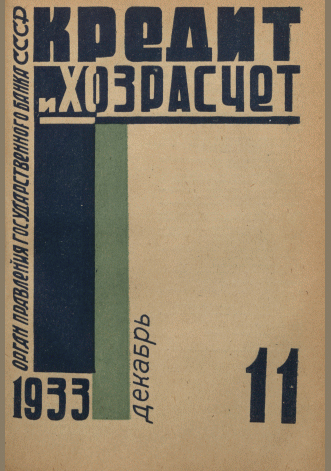 КРЕДИТ
и ХОЗРАСЧЕТ
ОРГАН ПРАВЛЕНИЯ ГОСУДАРСТВЕННОГО БАНКА СССР
1933
декабрь
11